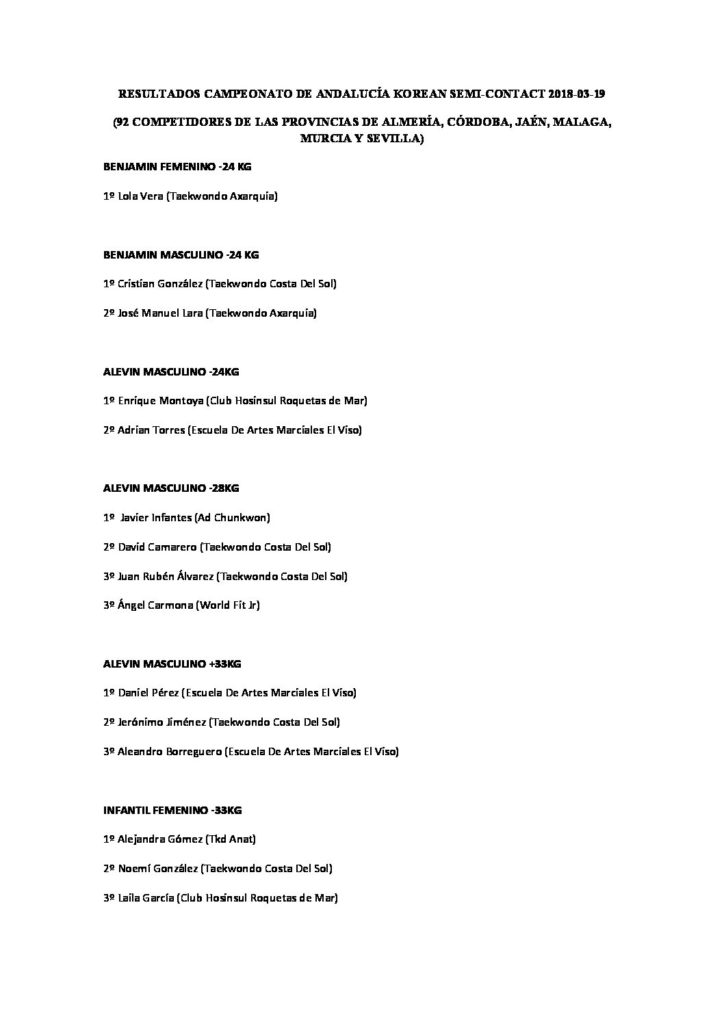 RESULTADOS CAMPEONATO DE ANDALUCÍA KOREAN SEMI-CONTACT 2018-03-19
(92 COMPETIDORES DE LAS PROVINCIAS DE ALMERÍA, CÓRDOBA, JAÉN, MALAGA,
MURCIA Y SEVILLA)
BENJAMIN FEMENINO -24 KG
1º Lola Vera (Taekwondo Axarquía)
BENJAMIN MASCULINO -24 KG
1º Cristian González (Taekwondo Costa Del Sol)
2º José Manuel Lara (Taekwondo Axarquía)
ALEVIN MASCULINO -24KG
1º Enrique Montoya (Club Hosinsul Roquetas de Mar)
2º Adrian Torres (Escuela De Artes Marciales El Viso)
ALEVIN MASCULINO -28KG
1º Javier Infantes (Ad Chunkwon)
2º David Camarero (Taekwondo Costa Del Sol)
3º Juan Rubén Álvarez (Taekwondo Costa Del Sol)
3º Ángel Carmona (World Fit Jr)
ALEVIN MASCULINO +33KG
1º Daniel Pérez (Escuela De Artes Marciales El Viso)
2º Jerónimo Jiménez (Taekwondo Costa Del Sol)
3º Aleandro Borreguero (Escuela De Artes Marciales El Viso)
INFANTIL FEMENINO -33KG
1º Alejandra Gómez (Tkd Anat)
2º Noemí González (Taekwondo Costa Del Sol)
3º Laila García (Club Hosinsul Roquetas de Mar)